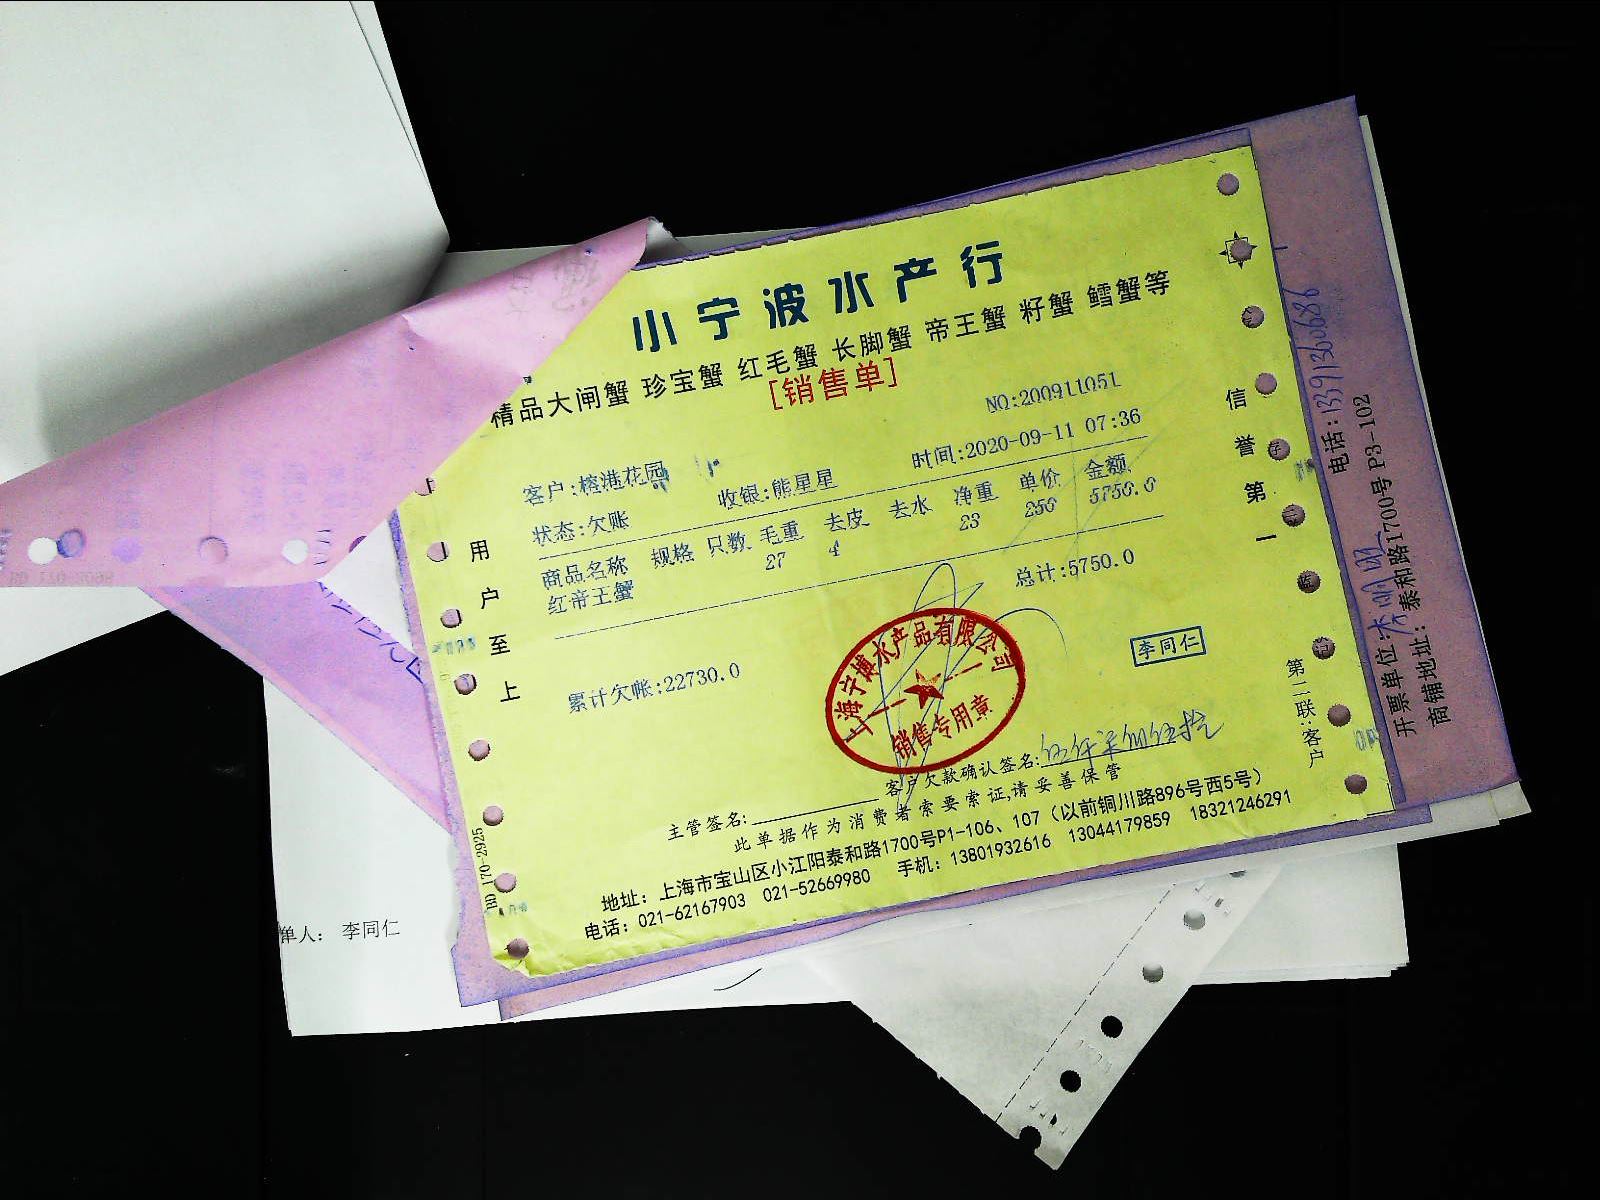 小宁波水产行
精品大闸蟹 珍宝蟹 红毛蟹 长脚蟹 帝王蟹 籽蟹 鳕蟹等
[销售单]
NO:200911051
客户:榕港花园 收银:熊星星 时间:2020-09-11 07:36
状态:欠账
商品名称 规格 只数 毛重 去皮 去水 净重 单价 金额
红帝王蟹 27 4 23 250 5750.0
总计:5750.0
累计欠帐:22730.0
上海宁博水产品有限公司
销售专用章
李同仁
客户欠款确认签名:
主管签名:
此单据作为消费者索要索证,请妥善保管
地址：上海市宝山区小江阳泰和路1700号P1-106、107（以前铜川路896号西5号）
电话：021-62167903 021-52669980 手机：13801932616 13044179859 18321246291
用户至上
信誉第一
第二联:客户
BD 170-2925
电话:13391360686
开票单位:
商铺地址: 泰和路1700号 P3-102
单人： 李同仁